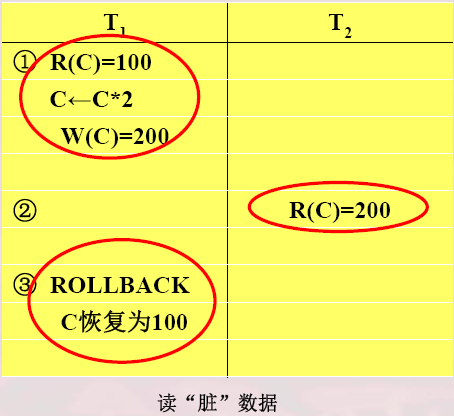 T₁ T₂
① R(C)=100
C←C*2
W(C)=200
② R(C)=200
③ ROLLBACK
C恢复为100
读“脏”数据